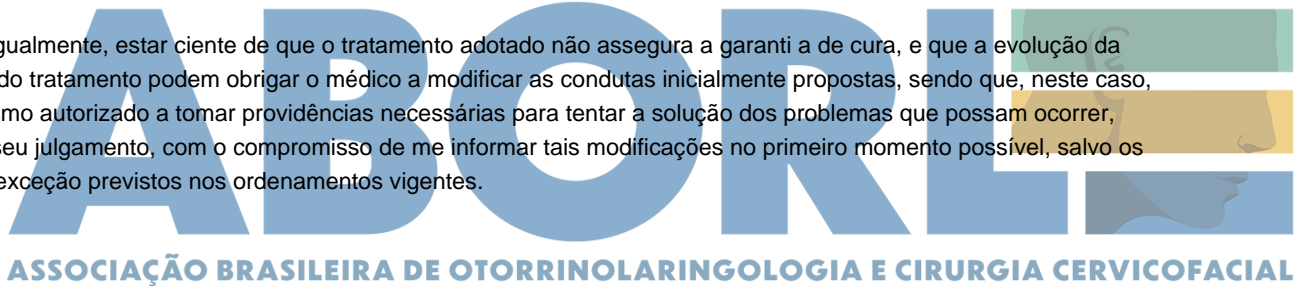 gualmente, estar ciente de que o tratamento adotado não assegura a garanti a de cura, e que a evolução da
do tratamento podem obrigar o médico a modificar as condutas inicialmente propostas, sendo que, neste caso,
smo autorizado a tomar providências necessárias para tentar a solução dos problemas que possam ocorrer,
seu julgamento, com o compromisso de me informar tais modificações no primeiro momento possível, salvo os
exceção previstos nos ordenamentos vigentes.
ABORL
ASSOCIAÇÃO BRASILEIRA DE OTORRINOLARINGOLOGIA E CIRURGIA CERVICOFACIAL